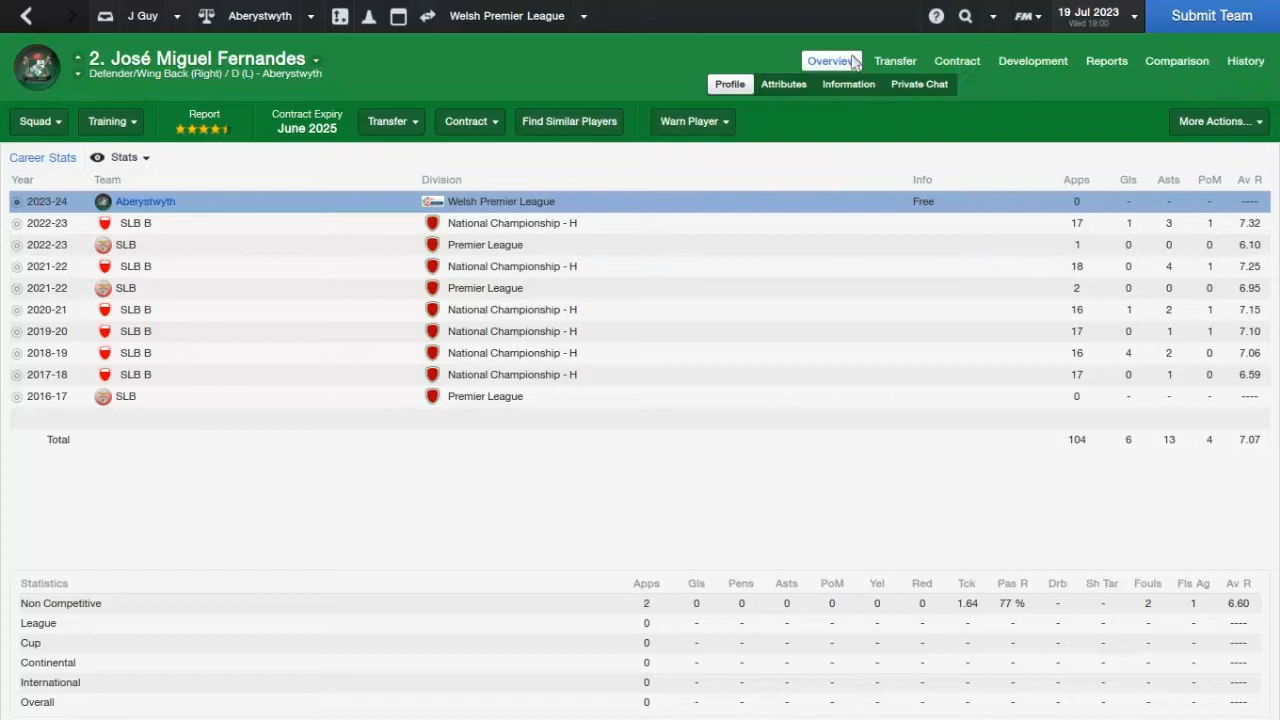 J Guy Aberystwyth Welsh Premier League FM 19 Jul 2023 Submit Team
Wed 19:00
2. José Miguel Fernandes
Defender/Wing Back (Right) / D (L) - Aberystwyth
Overview Transfer Contract Development Reports Comparison History
Profile Attributes Information Private Chat
Squad Training Report Contract Expiry June 2025 Transfer Contract Find Similar Players Warn Player More Actions...
Career Stats Stats
Year Team Division Info Apps Gls Asts PoM Av R
2023-24 Aberystwyth Welsh Premier League Free 0 - - - ----
2022-23 SLB B National Championship - H 17 1 3 1 7.32
2022-23 SLB Premier League 1 0 0 0 6.10
2021-22 SLB B National Championship - H 18 0 4 1 7.25
2021-22 SLB Premier League 2 0 0 0 6.95
2020-21 SLB B National Championship - H 16 1 2 1 7.15
2019-20 SLB B National Championship - H 17 0 1 1 7.10
2018-19 SLB B National Championship - H 16 4 2 0 7.06
2017-18 SLB B National Championship - H 17 0 1 0 6.59
2016-17 SLB Premier League 0 - - - ----
Total 104 6 13 4 7.07
Statistics Apps Gls Pens Asts PoM Yel Red Tck Pas R Drb Sh Tar Fouls Fls Ag Av R
Non Competitive 2 0 0 0 0 0 0 1.64 77 % - - 2 1 6.60
League 0 - - - - - - - - - - - - ----
Cup 0 - - - - - - - - - - - - ----
Continental 0 - - - - - - - - - - - - ----
International 0 - - - - - - - - - - - - ----
Overall 0 - - - - - - - - - - - - ----